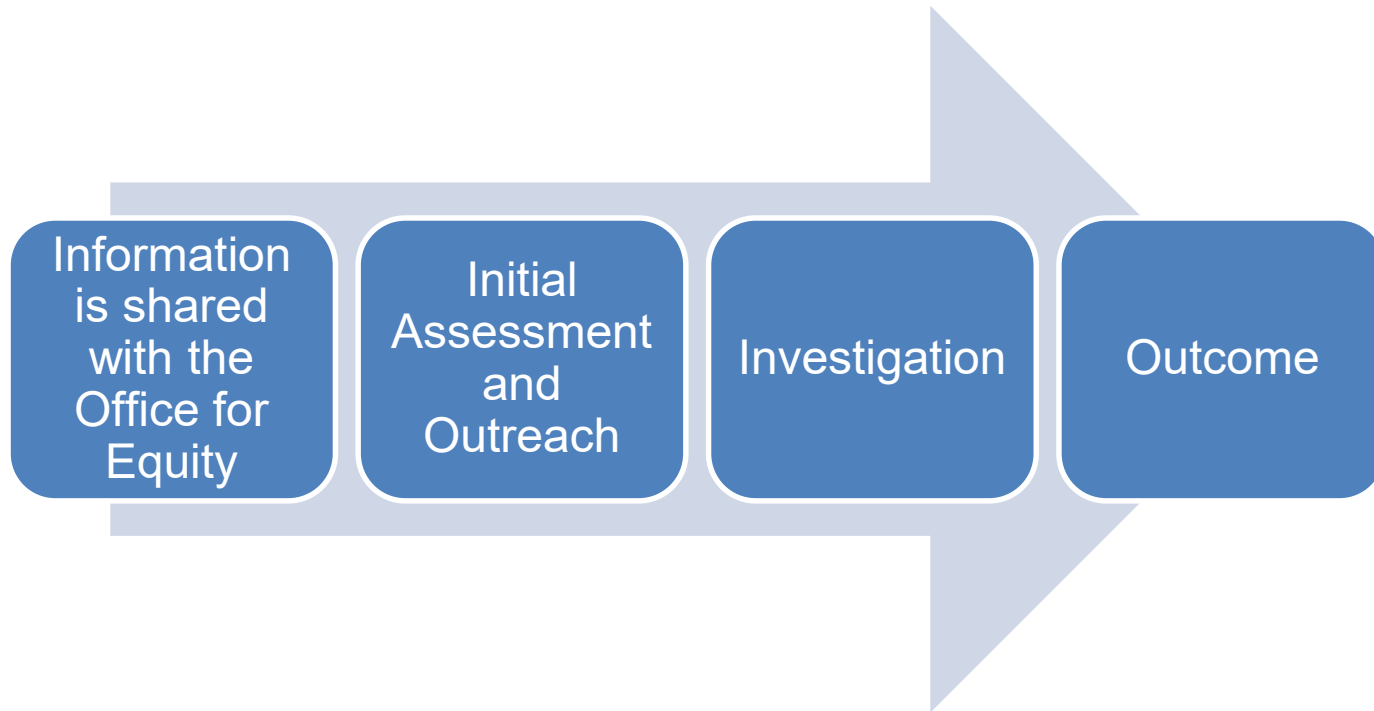 Information
is shared
with the
Office for
Equity
Initial
Assessment
and
Outreach
Investigation
Outcome